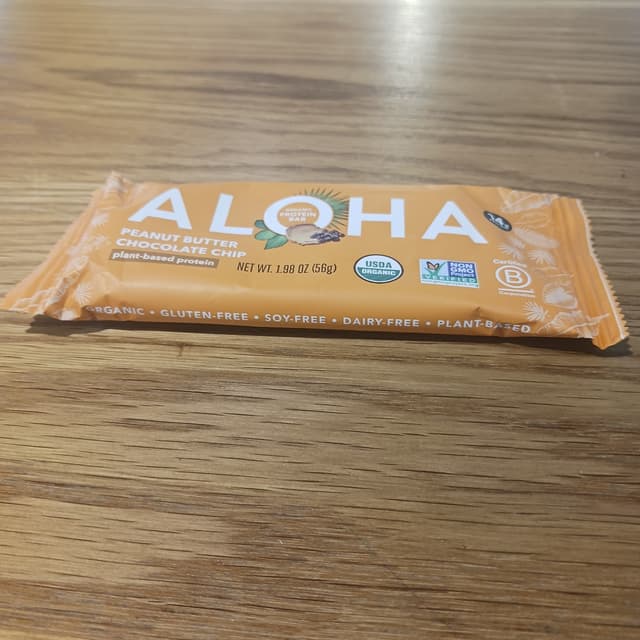 ALOHA
ORGANIC
PROTEIN
BAR
14g
PEANUT BUTTER
CHOCOLATE CHIP
plant-based protein
NET WT. 1.98 OZ (56g)
USDA
ORGANIC
NON
GMO
Project
VERIFIED
Certified
B
ORGANIC • GLUTEN-FREE • SOY-FREE • DAIRY-FREE • PLANT-BASED